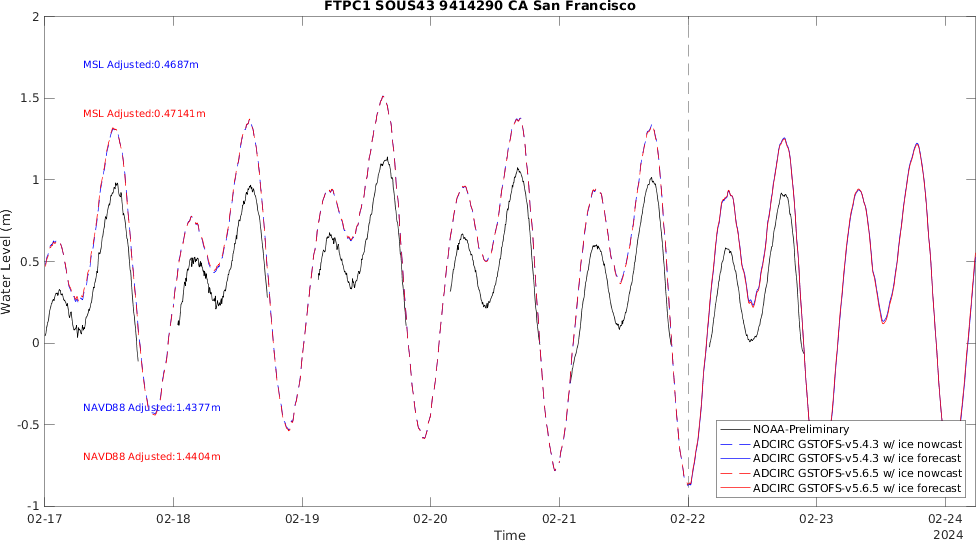 FTPC1 SOUS43 9414290 CA San Francisco
2
MSL Adjusted:0.4687m
1.5
MSL Adjusted:0.47141m
1
Water Level (m)
0.5
0
NAVD88 Adjusted:1.4377m
-0.5
NAVD88 Adjusted:1.4404m
NOAA-Preliminary
ADCIRC GSTOFS-v5.4.3 w/ ice nowcast
ADCIRC GSTOFS-v5.4.3 w/ ice forecast
ADCIRC GSTOFS-v5.6.5 w/ ice nowcast
ADCIRC GSTOFS-v5.6.5 w/ ice forecast
-1
02-17 02-18 02-19 02-20 02-21 02-22 02-23 02-24
Time
2024